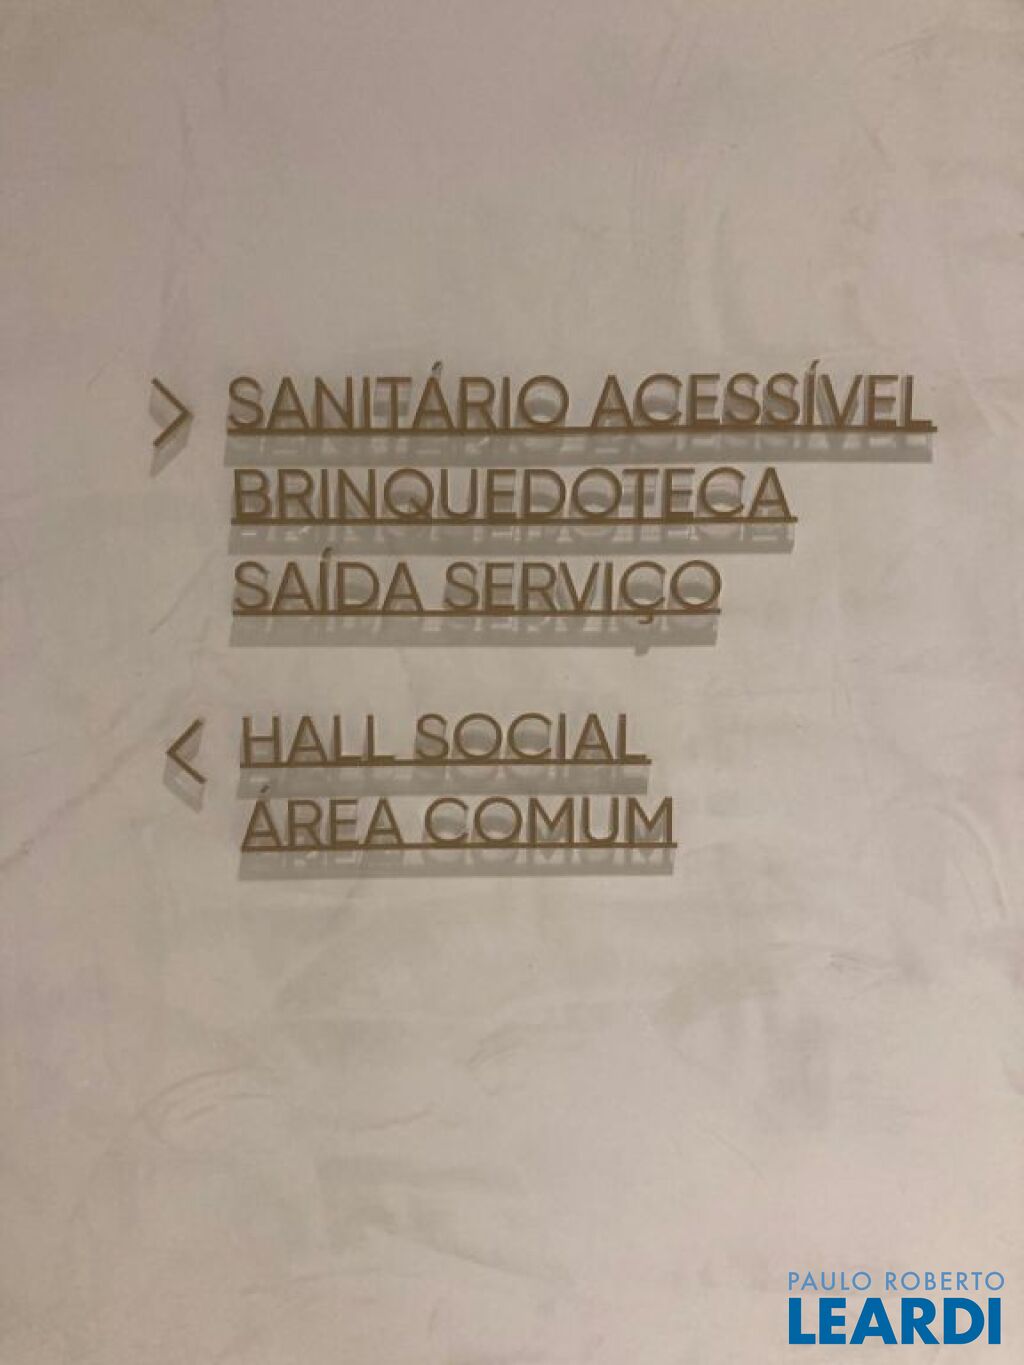 > SANITÁRIO ACESSÍVEL
BRINQUEDOTECA
SAÍDA SERVIÇO
< HALL SOCIAL
ÁREA COMUM
PAULO ROBERTO
LEARDI